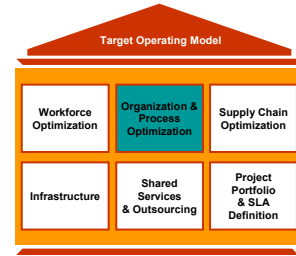 Target Operating Model
Workforce
Optimization
Organization &
Process
Optimization
Supply Chain
Optimization
Infrastructure
Shared
Services
& Outsourcing
Project
Portfolio
& SLA
Definition